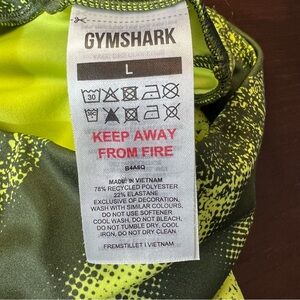 GYMSHARK
L
30
KEEP AWAY
FROM FIRE
B4A6Q
MADE IN VIETNAM
78% RECYCLED POLYESTER
22% ELASTANE
EXCLUSIVE OF DECORATION,
WASH WITH SIMILAR COLOURS,
DO NOT USE SOFTENER
COOL WASH, DO NOT BLEACH,
DO NOT TUMBLE DRY, COOL
IRON, DO NOT DRY CLEAN.
FREMSTILLET I VIETNAM